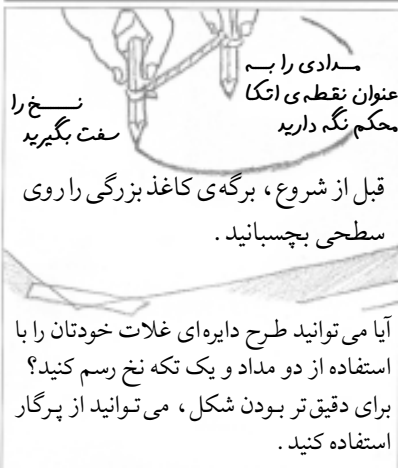 مدادی را به
عنوان نقطه‌ی اتکا
محکم نگه دارید
نخ را
سفت بگیرید
قبل از شروع، برگه‌ی کاغذ بزرگی را روی
سطحی بچسبانید.
آیا می‌توانید طرح دایره‌ای غلات خودتان را با
استفاده از دو مداد و یک تکه نخ رسم کنید؟
برای دقیق‌تر بودن شکل، می‌توانید از پرگار
استفاده کنید.